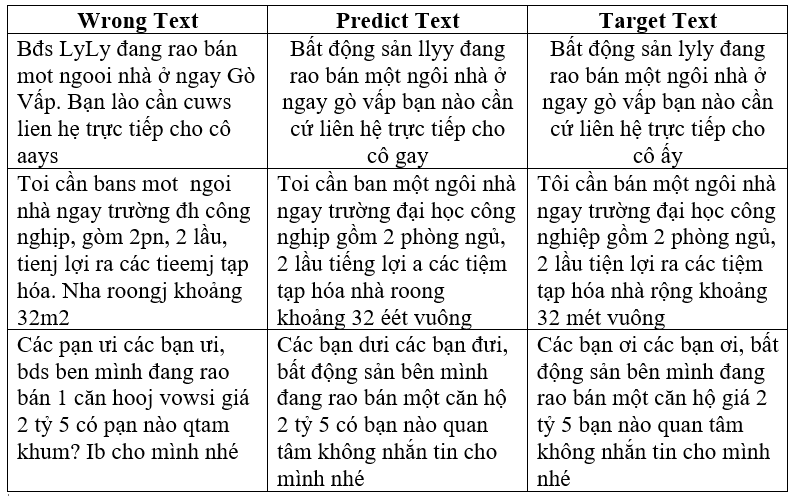 Wrong Text
Predict Text
Target Text
Bđs LyLy đang rao bán
mot ngooi nhà ở ngay Gò
Vấp. Bạn lào cần cuws
lien hẹ trực tiếp cho cô
aays
Bất động sản llyy đang
rao bán một ngôi nhà ở
ngay gò vấp bạn nào cần
cứ liên hệ trực tiếp cho
cô gay
Bất động sản lyly đang
rao bán một ngôi nhà ở
ngay gò vấp bạn nào cần
cứ liên hệ trực tiếp cho
cô ấy
Toi cần bans mot ngoi
nhà ngay trường đh công
nghịp, gòm 2pn, 2 lầu,
tienj lợi ra các tieemj tạp
hóa. Nha roongj khoảng
32m2
Toi cần ban một ngôi nhà
ngay trường đại học công
nghịp gồm 2 phòng ngủ,
2 lầu tiếng lợi a các tiệm
tạp hóa nhà roong
khoảng 32 éét vuông
Tôi cần bán một ngôi nhà
ngay trường đại học công
nghiệp gồm 2 phòng ngủ,
2 lầu tiện lợi ra các tiệm
tạp hóa nhà rộng khoảng
32 mét vuông
Các pạn ưi các bạn ưi,
bds ben mình đang rao
bán 1 căn hooj vowsi giá
2 tỷ 5 có pạn nào qtam
khum? Ib cho mình nhé
Các bạn dưi các bạn đưi,
bất động sản bên mình
đang rao bán một căn hộ
2 tỷ 5 có bạn nào quan
tâm không nhắn tin cho
mình nhé
Các bạn ơi các bạn ơi, bất
động sản bên mình đang
rao bán một căn hộ giá 2
tỷ 5 bạn nào quan tâm
không nhắn tin cho mình
nhé